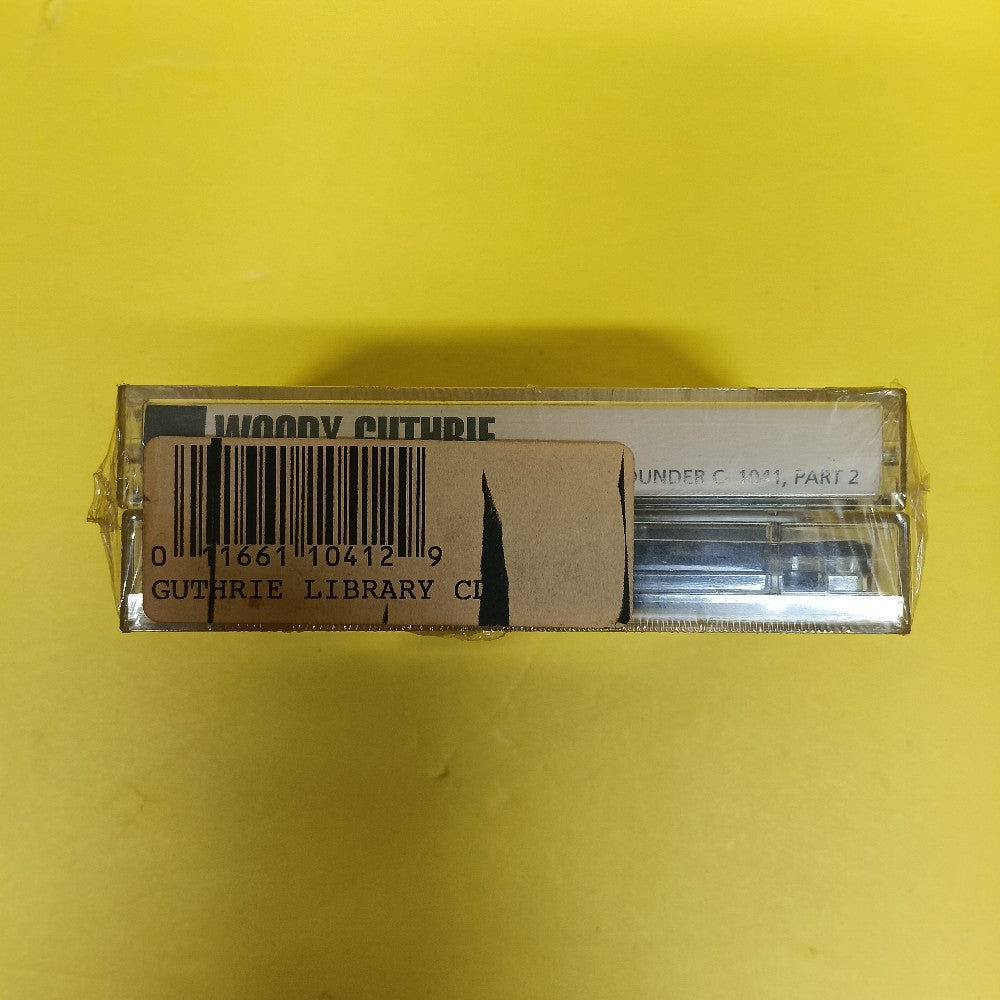 WOODY GUTHRIE
OUNDER C- 1041, PART 2
0 11661 10412 9
GUTHRIE LIBRARY CD